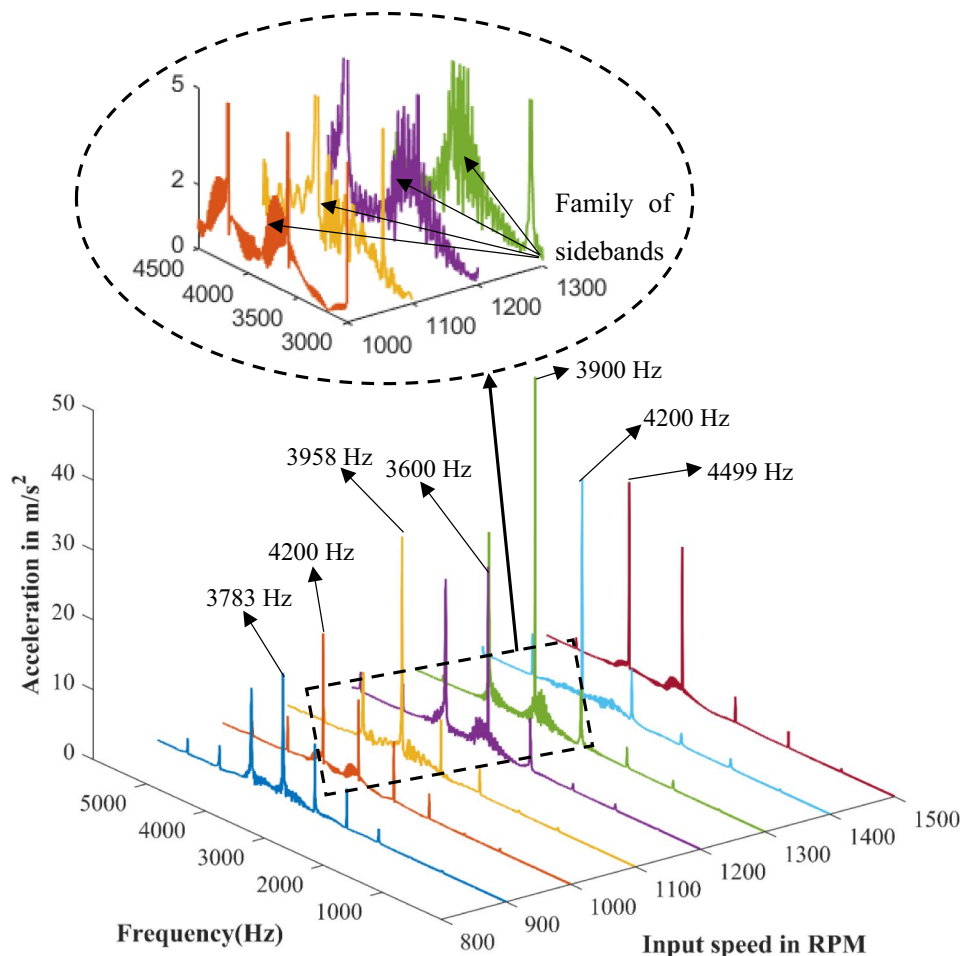 5
2
0
4500
4000
3500
3000
1000
1100
1200
1300
Family of
sidebands
3900 Hz
4200 Hz
4499 Hz
3958 Hz
3600 Hz
4200 Hz
3783 Hz
50
40
30
20
10
0
Acceleration in m/s²
5000
4000
3000
2000
1000
Frequency(Hz)
800
900
1000
1100
1200
1300
1400
1500
Input speed in RPM